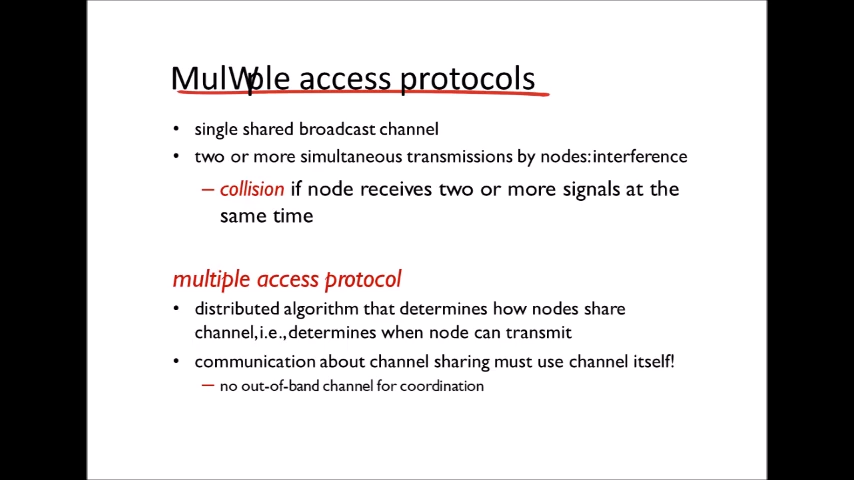 MulWple access protocols
• single shared broadcast channel
• two or more simultaneous transmissions by nodes: interference
– collision if node receives two or more signals at the
same time
multiple access protocol
• distributed algorithm that determines how nodes share
channel, i.e., determines when node can transmit
• communication about channel sharing must use channel itself!
– no out-of-band channel for coordination